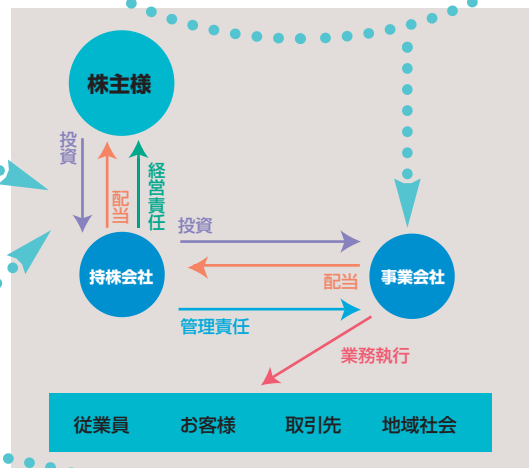 株主様
投資
配当
経営責任
投資
持株会社
配当
事業会社
管理責任
業務執行
従業員 お客様 取引先 地域社会